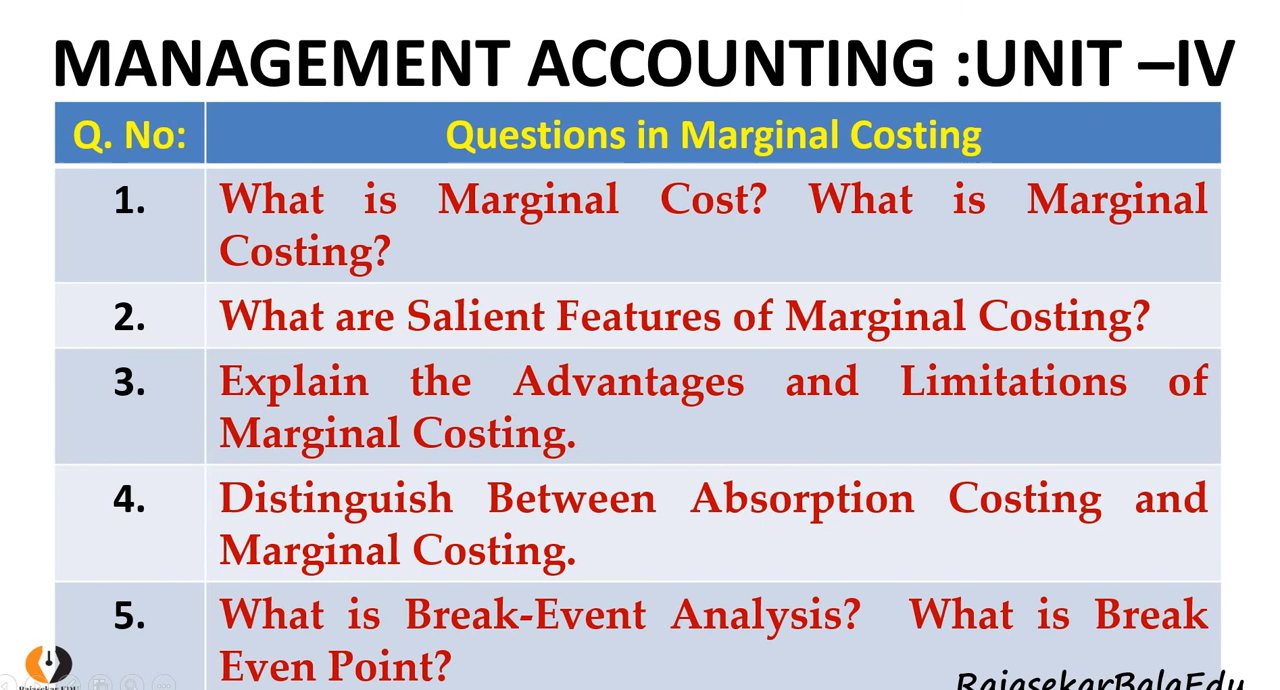 MANAGEMENT ACCOUNTING :UNIT –IV
Q. No: Questions in Marginal Costing
1. What is Marginal Cost? What is Marginal
Costing?
2. What are Salient Features of Marginal Costing?
3. Explain the Advantages and Limitations of
Marginal Costing.
4. Distinguish Between Absorption Costing and
Marginal Costing.
5. What is Break-Event Analysis? What is Break
Even Point?
Rajasekar EDU
RajasekarBalaEdu